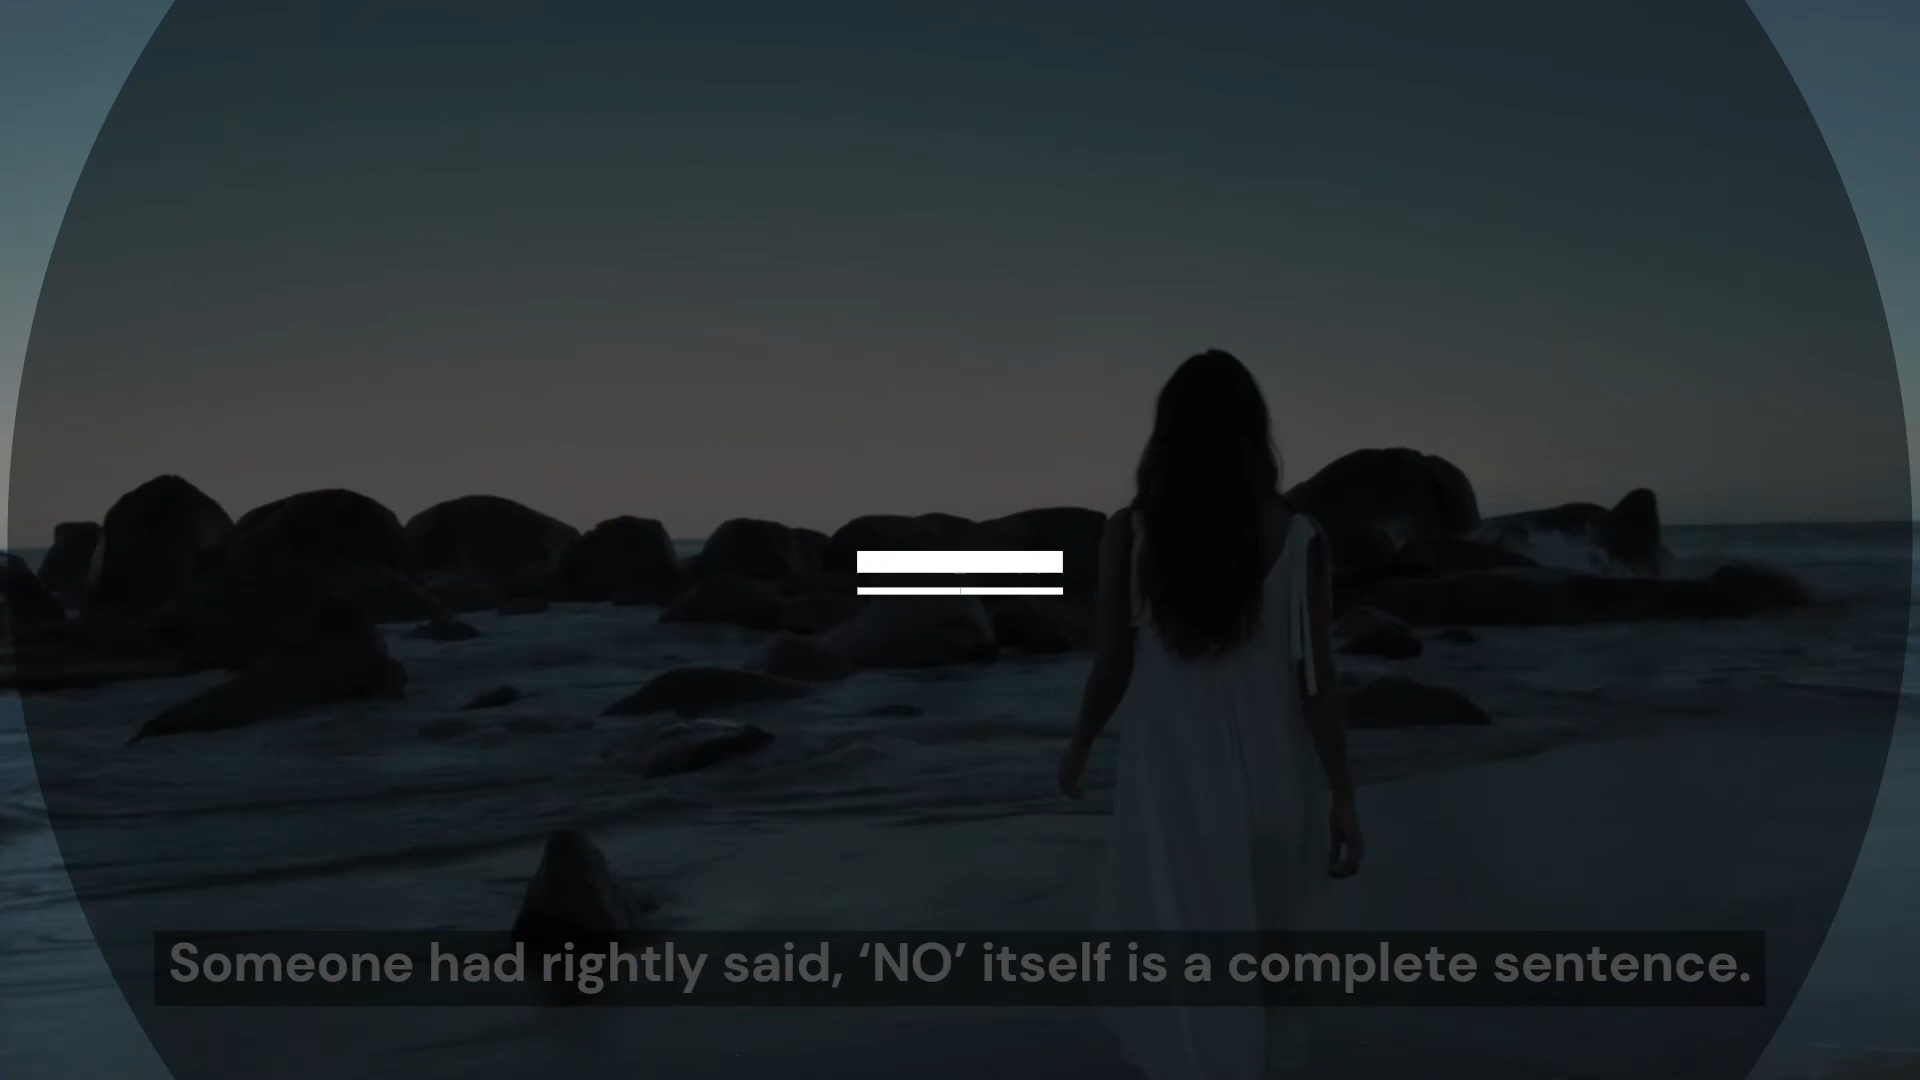 Someone had rightly said, ‘NO’ itself is a complete sentence.